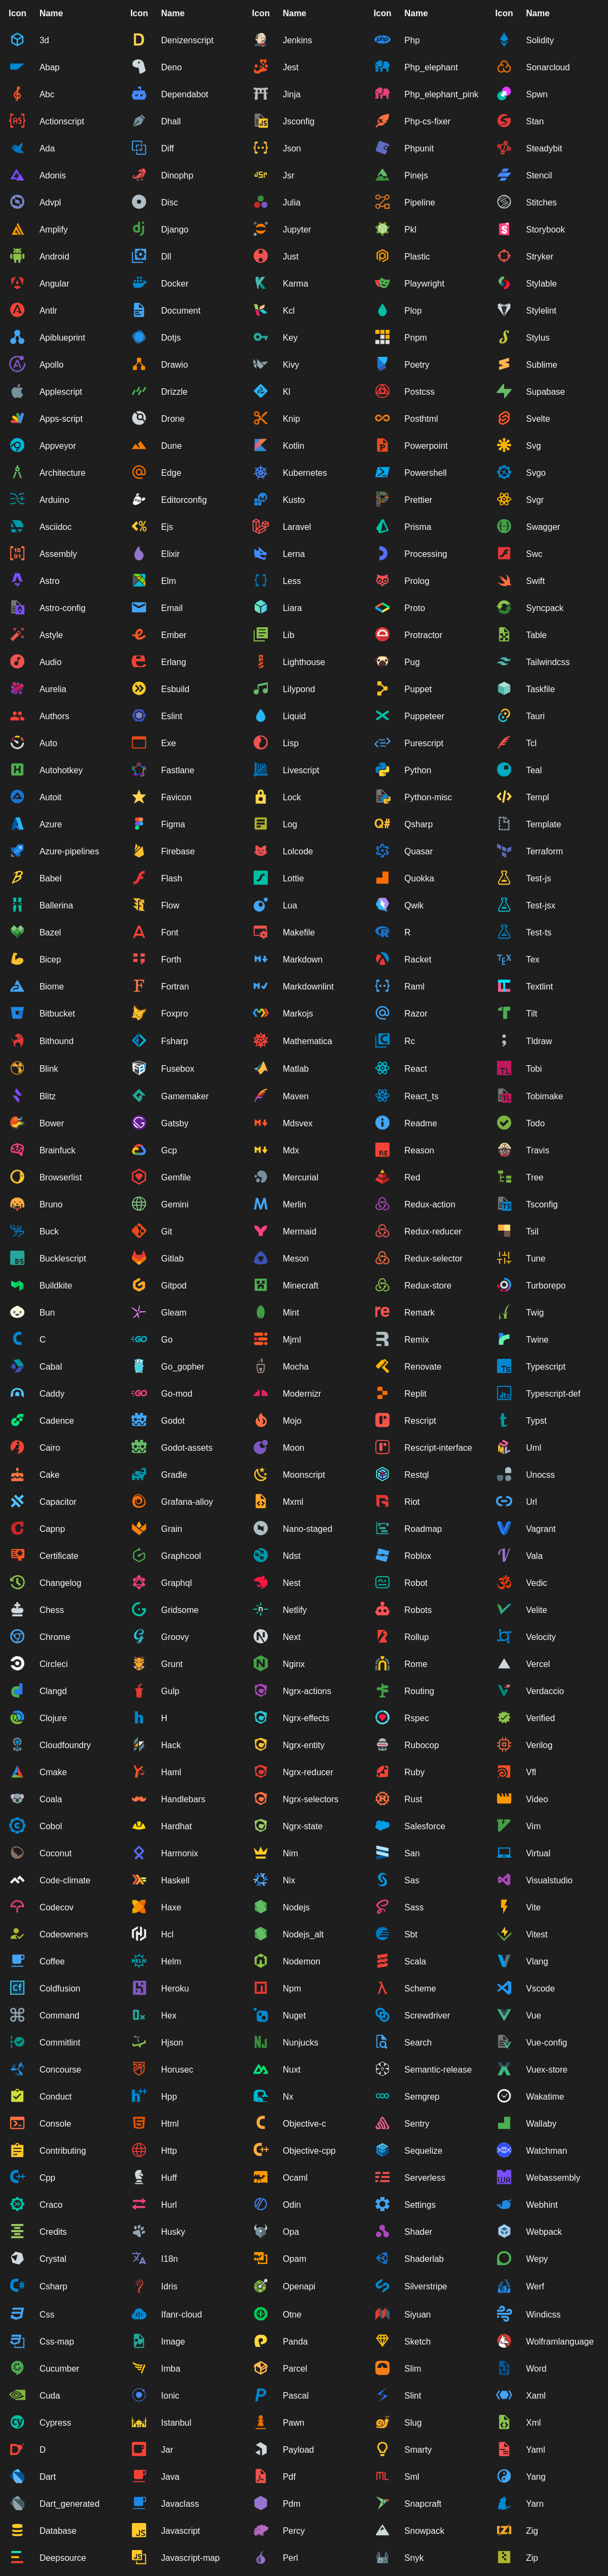 Icon Name Icon Name Icon Name Icon Name Icon Name
3d Denizenscript Jenkins Php Solidity
Abap Deno Jest Php_elephant Sonarcloud
Abc Dependabot Jinja Php_elephant_pink Spwn
Actionscript Dhall Jsconfig Php-cs-fixer Stan
Ada Diff Json Phpunit Steadybit
Adonis Dinophp Jsr Pinejs Stencil
Advpl Disc Julia Pipeline Stitches
Amplify Django Jupyter Pkl Storybook
Android Dll Just Plastic Stryker
Angular Docker Karma Playwright Stylable
Antlr Document Kcl Plop Stylelint
Apiblueprint Dotjs Key Pnpm Stylus
Apollo Drawio Kivy Poetry Sublime
Applescript Drizzle Kl Postcss Supabase
Apps-script Drone Knip Posthtml Svelte
Appveyor Dune Kotlin Powerpoint Svg
Architecture Edge Kubernetes Powershell Svgo
Arduino Editorconfig Kusto Prettier Svgr
Asciidoc Ejs Laravel Prisma Swagger
Assembly Elixir Lerna Processing Swc
Astro Elm Less Prolog Swift
Astro-config Email Liara Proto Syncpack
Astyle Ember Lib Protractor Table
Audio Erlang Lighthouse Pug Tailwindcss
Aurelia Esbuild Lilypond Puppet Taskfile
Authors Eslint Liquid Puppeteer Tauri
Auto Exe Lisp Purescript Tcl
Autohotkey Fastlane Livescript Python Teal
Autoit Favicon Lock Python-misc Templ
Azure Figma Log Qsharp Template
Azure-pipelines Firebase Lolcode Quasar Terraform
Babel Flash Lottie Quokka Test-js
Ballerina Flow Lua Qwik Test-jsx
Bazel Font Makefile R Test-ts
Bicep Forth Markdown Racket Tex
Biome Fortran Markdownlint Raml Textlint
Bitbucket Foxpro Markojs Razor Tilt
Bithound Fsharp Mathematica Rc Tldraw
Blink Fusebox Matlab React Tobi
Blitz Gamemaker Maven React_ts Tobimake
Bower Gatsby Mdsvex Readme Todo
Brainfuck Gcp Mdx Reason Travis
Browserlist Gemfile Mercurial Red Tree
Bruno Gemini Merlin Redux-action Tsconfig
Buck Git Mermaid Redux-reducer Tsil
Bucklescript Gitlab Meson Redux-selector Tune
Buildkite Gitpod Minecraft Redux-store Turborepo
Bun Gleam Mint Remark Twig
C Go Mjml Remix Twine
Cabal Go_gopher Mocha Renovate Typescript
Caddy Go-mod Modernizr Replit Typescript-def
Cadence Godot Mojo Rescript Typst
Cairo Godot-assets Moon Rescript-interface Uml
Cake Gradle Moonscript Restql Unocss
Capacitor Grafana-alloy Mxml Riot Url
Capnp Grain Nano-staged Roadmap Vagrant
Certificate Graphcool Ndst Roblox Vala
Changelog Graphql Nest Robot Vedic
Chess Gridsome Netlify Robots Velite
Chrome Groovy Next Rollup Velocity
Circleci Grunt Nginx Rome Vercel
Clangd Gulp Ngrx-actions Routing Verdaccio
Clojure H Ngrx-effects Rspec Verified
Cloudfoundry Hack Ngrx-entity Rubocop Verilog
Cmake Haml Ngrx-reducer Ruby Vfl
Coala Handlebars Ngrx-selectors Rust Video
Cobol Hardhat Ngrx-state Salesforce Vim
Coconut Harmonix Nim San Virtual
Code-climate Haskell Nix Sas Visualstudio
Codecov Haxe Nodejs Sass Vite
Codeowners Hcl Nodejs_alt Sbt Vitest
Coffee Helm Nodemon Scala Vlang
Coldfusion Heroku Npm Scheme Vscode
Command Hex Nuget Screwdriver Vue
Commitlint Hjson Nunjucks Search Vue-config
Concourse Horusec Nuxt Semantic-release Vuex-store
Conduct Hpp Nx Semgrep Wakatime
Console Html Objective-c Sentry Wallaby
Contributing Http Objective-cpp Sequelize Watchman
Cpp Huff Ocaml Serverless Webassembly
Craco Hurl Odin Settings Webhint
Credits Husky Opa Shader Webpack
Crystal I18n Opam Shaderlab Wepy
Csharp Idris Openapi Silverstripe Werf
Css Ifanr-cloud Otne Siyuan Windicss
Css-map Image Panda Sketch Wolframlanguage
Cucumber Imba Parcel Slim Word
Cuda Ionic Pascal Slint Xaml
Cypress Istanbul Pawn Slug Xml
D Jar Payload Smarty Yaml
Dart Java Pdf Sml Yang
Dart_generated Javaclass Pdm Snapcraft Yarn
Database Javascript Percy Snowpack Zig
Deepsource Javascript-map Perl Snyk Zip